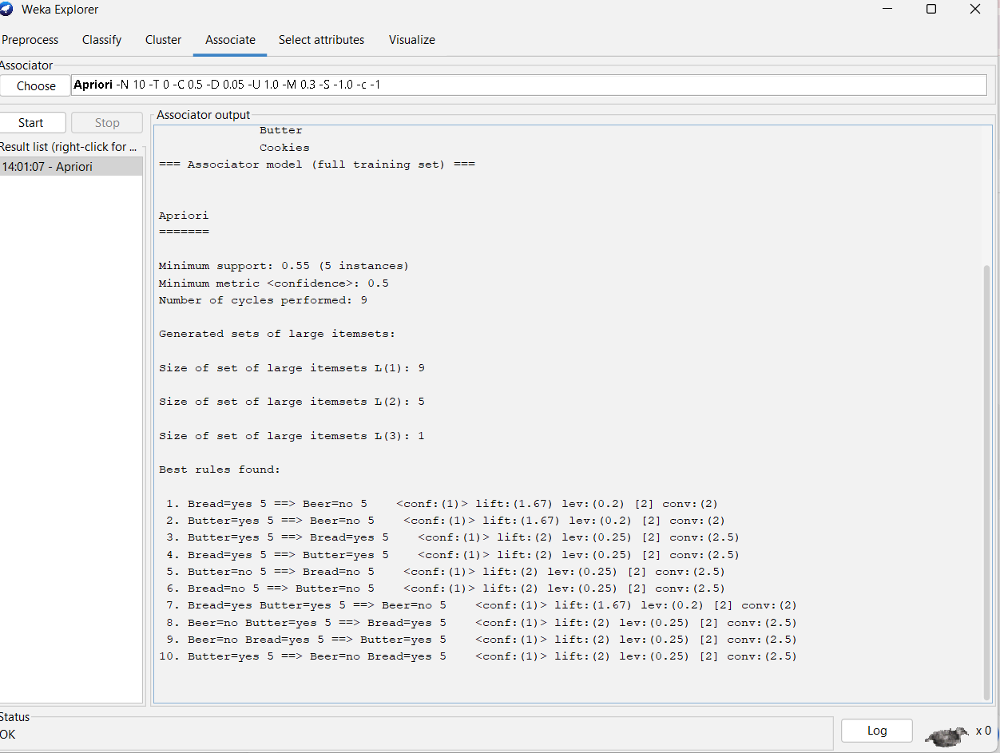 Weka Explorer
Preprocess Classify Cluster Associate Select attributes Visualize
Associator
Choose Apriori -N 10 -T 0 -C 0.5 -D 0.05 -U 1.0 -M 0.3 -S -1.0 -c -1
Start Stop
Result list (right-click for ...
14:01:07 - Apriori
Associator output
Butter
Cookies
=== Associator model (full training set) ===
Apriori
=======
Minimum support: 0.55 (5 instances)
Minimum metric <confidence>: 0.5
Number of cycles performed: 9
Generated sets of large itemsets:
Size of set of large itemsets L(1): 9
Size of set of large itemsets L(2): 5
Size of set of large itemsets L(3): 1
Best rules found:
1. Bread=yes 5 ==> Beer=no 5 <conf:(1)> lift:(1.67) lev:(0.2) [2] conv:(2)
2. Butter=yes 5 ==> Beer=no 5 <conf:(1)> lift:(1.67) lev:(0.2) [2] conv:(2)
3. Butter=yes 5 ==> Bread=yes 5 <conf:(1)> lift:(2) lev:(0.25) [2] conv:(2.5)
4. Bread=yes 5 ==> Butter=yes 5 <conf:(1)> lift:(2) lev:(0.25) [2] conv:(2.5)
5. Butter=no 5 ==> Bread=no 5 <conf:(1)> lift:(2) lev:(0.25) [2] conv:(2.5)
6. Bread=no 5 ==> Butter=no 5 <conf:(1)> lift:(2) lev:(0.25) [2] conv:(2.5)
7. Bread=yes Butter=yes 5 ==> Beer=no 5 <conf:(1)> lift:(1.67) lev:(0.2) [2] conv:(2)
8. Beer=no Butter=yes 5 ==> Bread=yes 5 <conf:(1)> lift:(2) lev:(0.25) [2] conv:(2.5)
9. Beer=no Bread=yes 5 ==> Butter=yes 5 <conf:(1)> lift:(2) lev:(0.25) [2] conv:(2.5)
10. Butter=yes 5 ==> Beer=no Bread=yes 5 <conf:(1)> lift:(2) lev:(0.25) [2] conv:(2.5)
Status
OK
Log
x 0